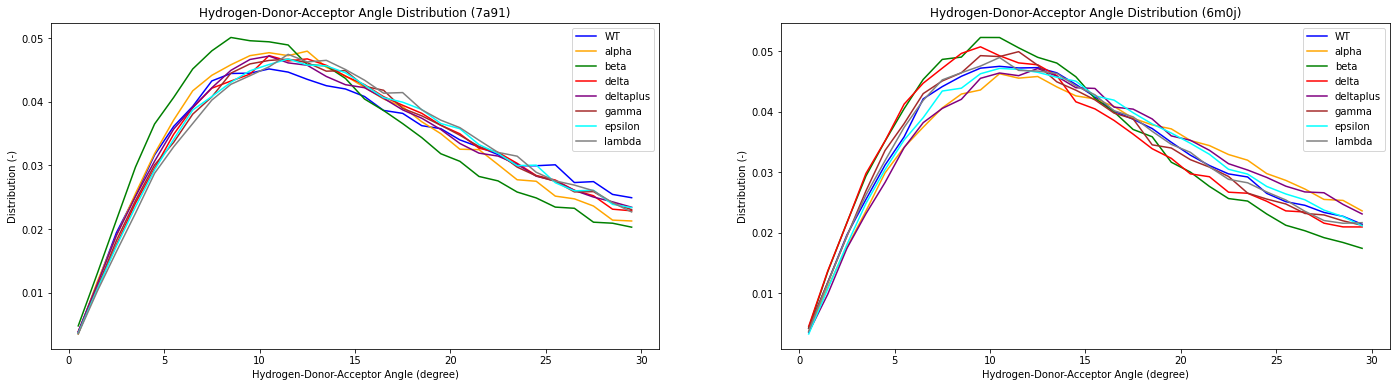 Hydrogen-Donor-Acceptor Angle Distribution (7a91)
0.05
0.04
0.03
0.02
0.01
Distribution (-)
0
5
10
15
20
25
30
Hydrogen-Donor-Acceptor Angle (degree)
WT
alpha
beta
delta
deltaplus
gamma
epsilon
lambda
Hydrogen-Donor-Acceptor Angle Distribution (6m0j)
0.05
0.04
0.03
0.02
0.01
Distribution (-)
0
5
10
15
20
25
30
Hydrogen-Donor-Acceptor Angle (degree)
WT
alpha
beta
delta
deltaplus
gamma
epsilon
lambda